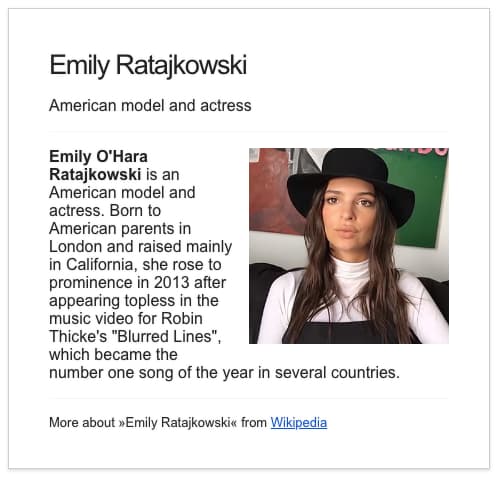 Emily Ratajkowski
American model and actress
Emily O'Hara
Ratajkowski is an
American model and
actress. Born to
American parents in
London and raised mainly
in California, she rose to
prominence in 2013 after
appearing topless in the
music video for Robin
Thicke's "Blurred Lines",
which became the
number one song of the year in several countries.
More about »Emily Ratajkowski« from Wikipedia